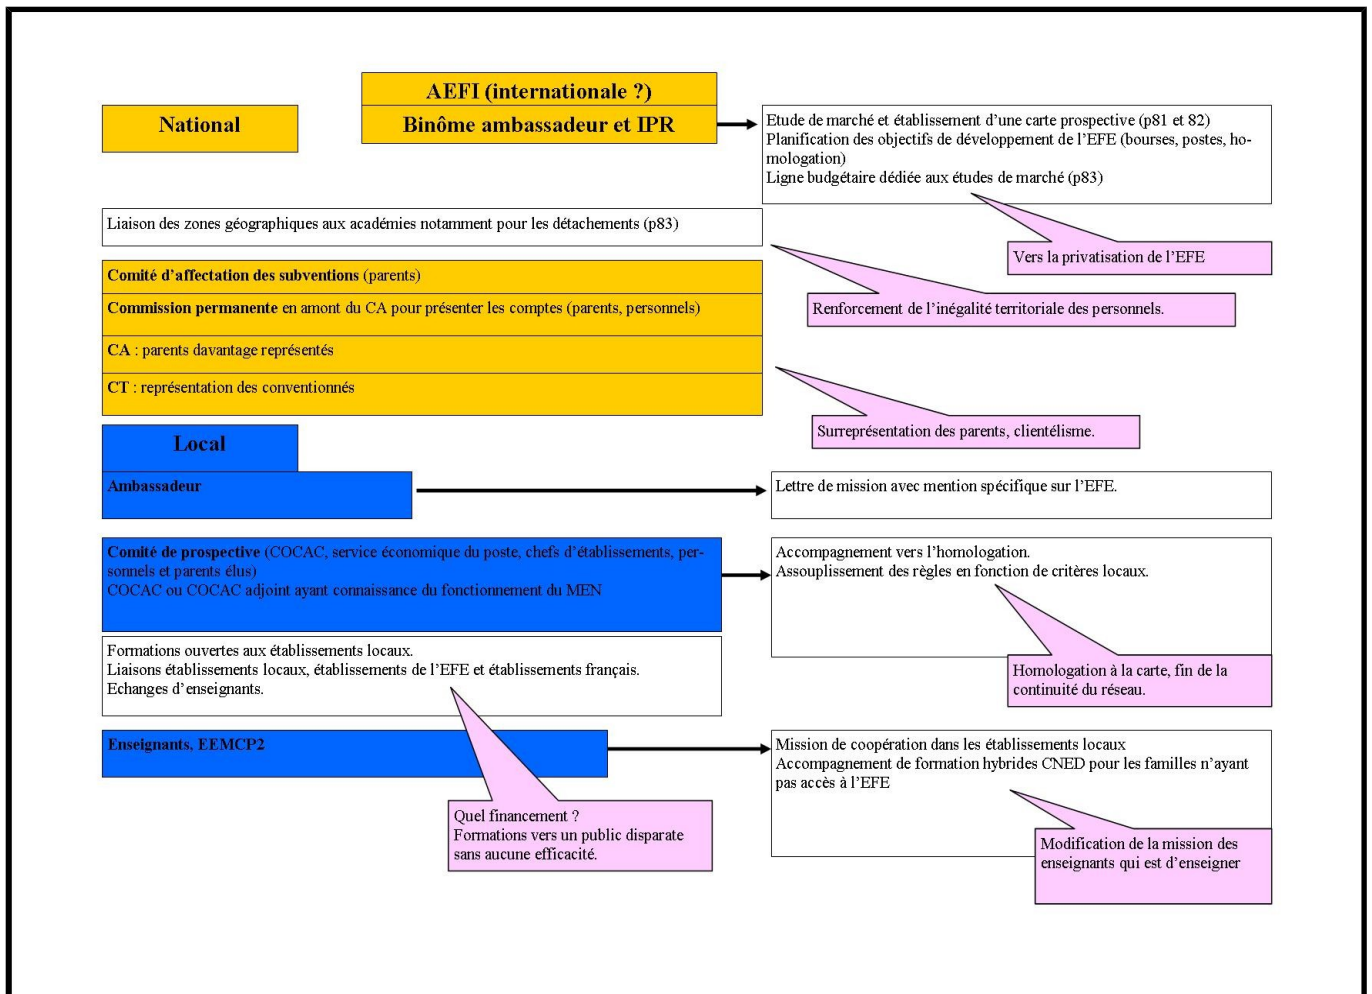 AEFI (internationale ?)
National
Binôme ambassadeur et IPR
Etude de marché et établissement d'une carte prospective (p81 et 82)
Planification des objectifs de développement de l'EFE (bourses, postes, ho-
mologation)
Ligne budgétaire dédiée aux études de marché (p83)
Liaison des zones géographiques aux académies notamment pour les détachements (p83)
Vers la privatisation de l'EFE
Comité d'affectation des subventions (parents)
Commission permanente en amont du CA pour présenter les comptes (parents, personnels)
Renforcement de l'inégalité territoriale des personnels.
CA : parents davantage représentés
CT : représentation des conventionnés
Surreprésentation des parents, clientélisme.
Local
Ambassadeur
Lettre de mission avec mention spécifique sur l'EFE.
Comité de prospective (COCAC, service économique du poste, chefs d'établissements, per-
sonnels et parents élus)
COCAC ou COCAC adjoint ayant connaissance du fonctionnement du MEN
Accompagnement vers l'homologation.
Assouplissement des règles en fonction de critères locaux.
Formations ouvertes aux établissements locaux.
Liaisons établissements locaux, établissements de l'EFE et établissements français.
Echanges d'enseignants.
Homologation à la carte, fin de la
continuité du réseau.
Enseignants, EEMCP2
Mission de coopération dans les établissements locaux
Accompagnement de formation hybrides CNED pour les familles n'ayant
pas accès à l'EFE
Quel financement ?
Formations vers un public disparate
sans aucune efficacité.
Modification de la mission des
enseignants qui est d'enseigner